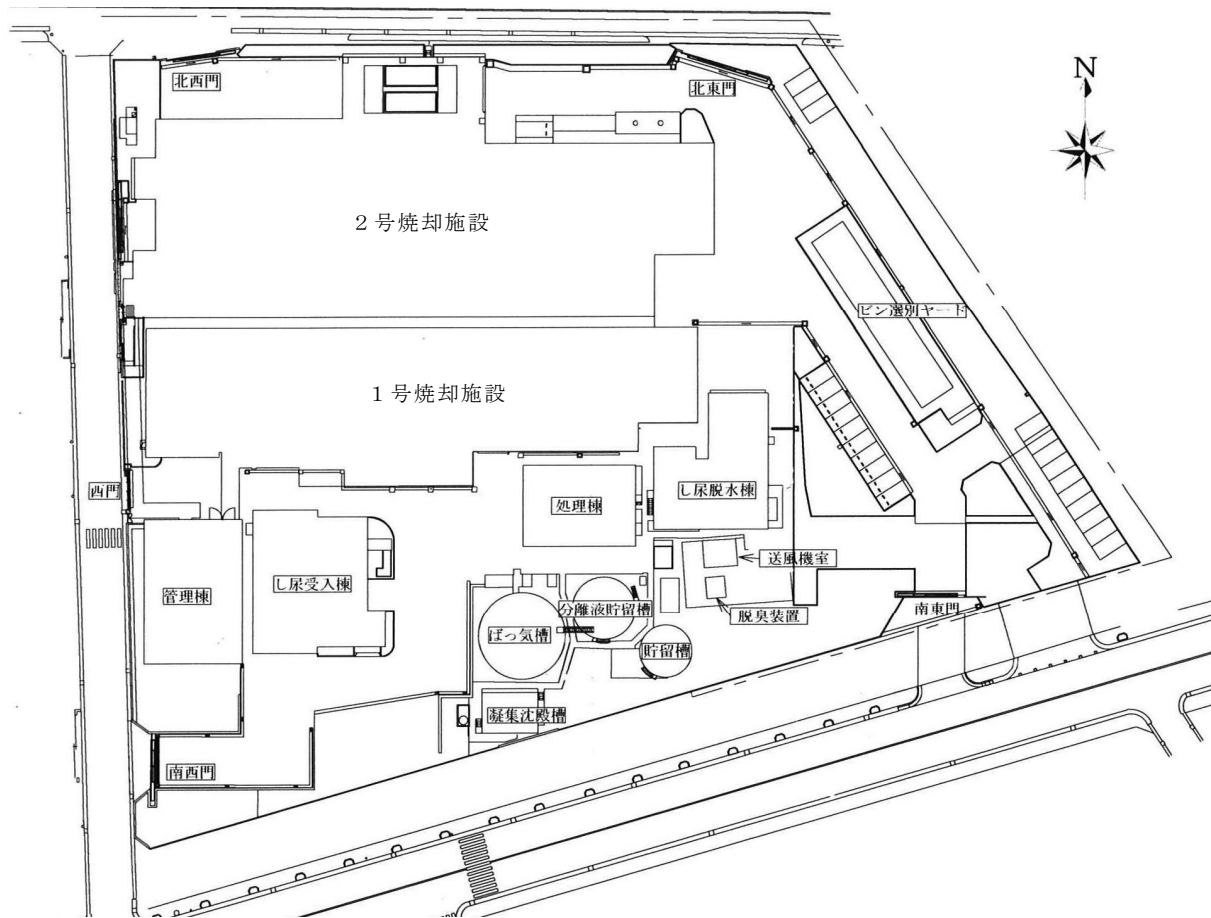 北西門
北東門
N
２号焼却施設
ビン選別ヤード
１号焼却施設
西門
処理棟
し尿脱水棟
送風機室
管理棟
し尿受入棟
分離液貯留槽
脱臭装置
南東門
ばっ気槽
貯留槽
凝集沈殿槽
南西門